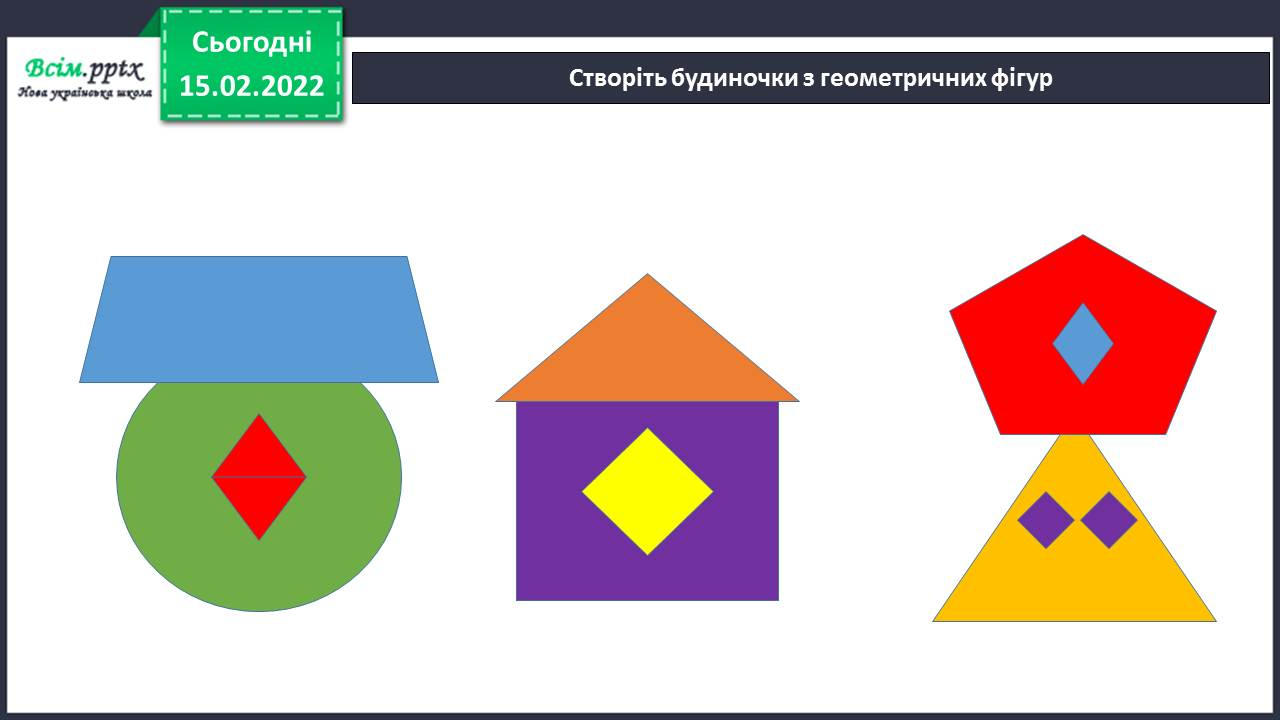 Сьогодні
15.02.2022
Всім.pptx
Нова українська школа
Створіть будиночки з геометричних фігур